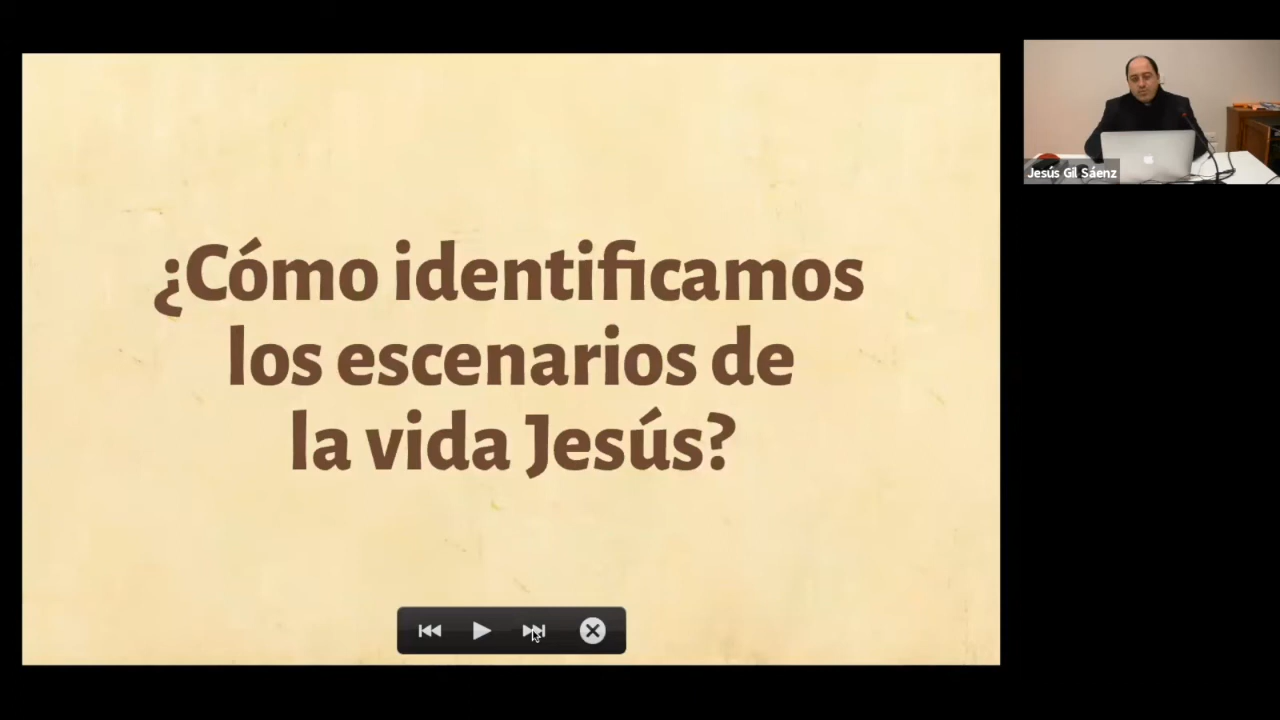 ¿Cómo identificamos
los escenarios de
la vida Jesús?
Jesús Gil Sáenz